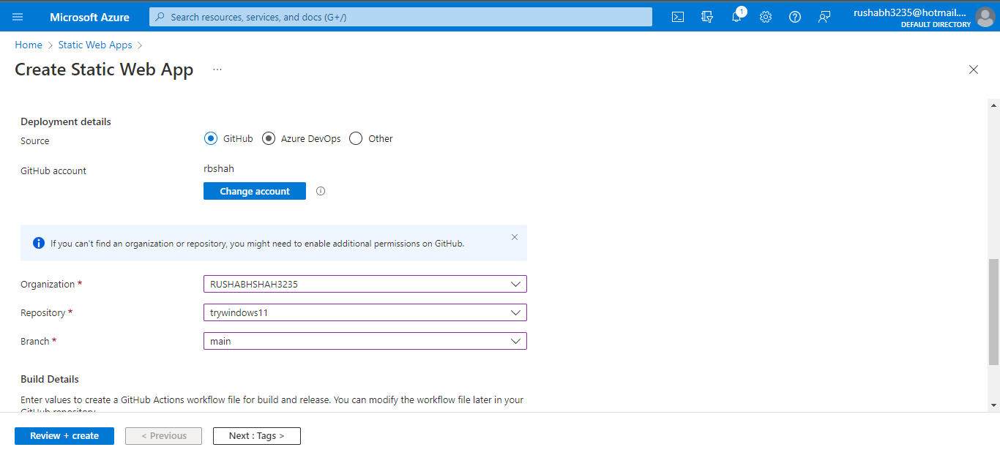 Microsoft Azure
Search resources, services, and docs (G+/)
1
rushabh3235@hotmail....
DEFAULT DIRECTORY
Home > Static Web Apps >
Create Static Web App ...
Deployment details
Source
GitHub
Azure DevOps
Other
GitHub account
rbshah
Change account
If you can't find an organization or repository, you might need to enable additional permissions on GitHub.
Organization *
RUSHABHSHAH3235
Repository *
trywindows11
Branch *
main
Build Details
Enter values to create a GitHub Actions workflow file for build and release. You can modify the workflow file later in your
GitHub repository.
Review + create
< Previous
Next : Tags >